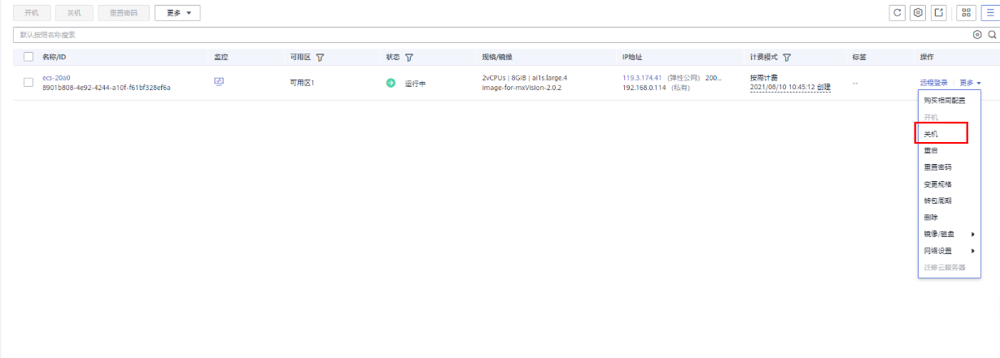 开机 关机 重置密码 更多
默认按照名称搜索
名称/ID 监控 可用区 状态 规格/镜像 IP地址 计费模式 标签 操作
ecs-20a0
8901b808-4e92-4244-a10f-f61bf328ef6a
可用区1
运行中
2vCPUs | 8GiB | ai1s.large.4
image-for-mxVision-2.0.2
119.3.174.41 (弹性公网) 200...
192.168.0.114 (私有)
按需计费
2021/08/10 10:45:12 创建
--
远程登录 更多
购买相同配置
开机
关机
重启
重置密码
变更规格
转包周期
删除
镜像/磁盘
网络设置
迁移云服务器